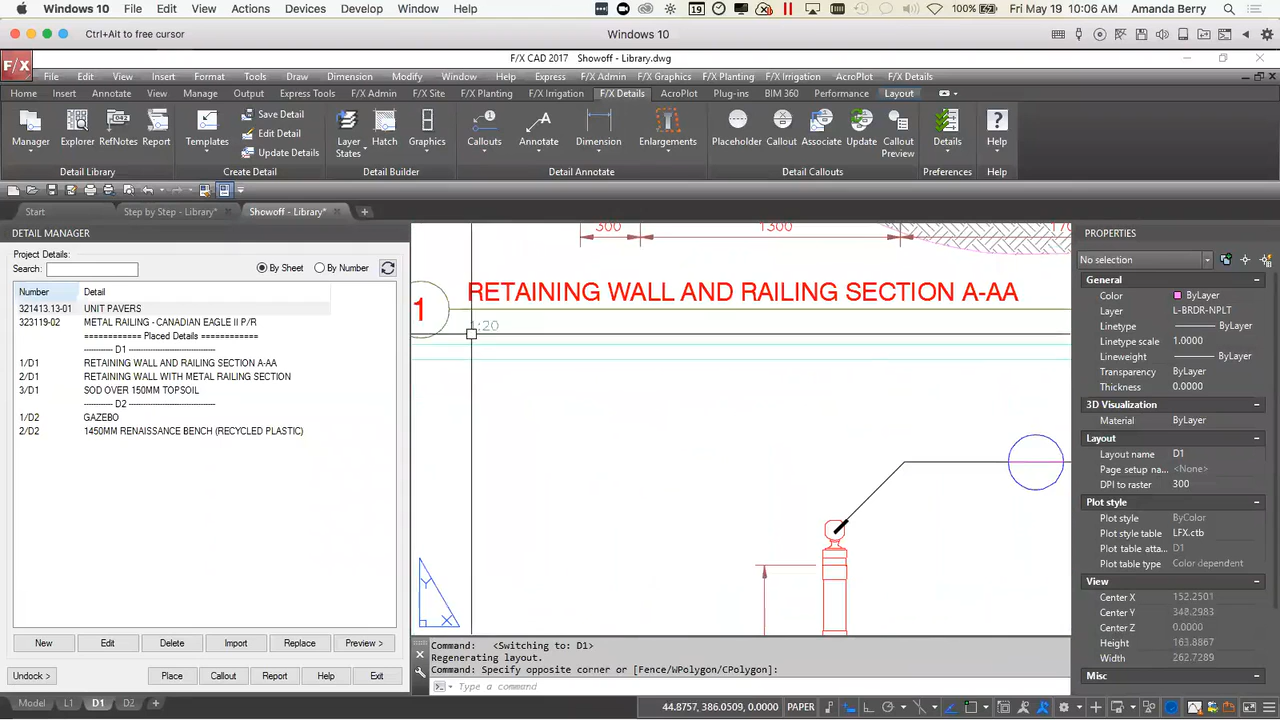 Windows 10 File Edit View Actions Devices Develop Window Help 19 100% Fri May 19 10:06 AM Amanda Berry
Ctrl+Alt to free cursor Windows 10
F/X F/X CAD 2017 Showoff - Library.dwg
File Edit View Insert Format Tools Draw Dimension Modify Window Help Express F/X Admin F/X Graphics F/X Planting F/X Irrigation AcroPlot F/X Details
Home Insert Annotate View Manage Output Express Tools F/X Admin F/X Site F/X Planting F/X Irrigation F/X Details AcroPlot Plug-ins BIM 360 Performance Layout
Manager Explorer RefNotes Report Templates Save Detail Edit Detail Update Details Layer States Hatch Graphics Callouts Annotate Dimension Enlargements Placeholder Callout Associate Update Callout Preview Details Help
Detail Library Create Detail Detail Builder Detail Annotate Detail Callouts Preferences Help
Start Step by Step - Library* Showoff - Library*
DETAIL MANAGER
Project Details:
Search: By Sheet By Number
Number Detail
321413.13-01 UNIT PAVERS
323119-02 METAL RAILING - CANADIAN EAGLE II P/R
============ Placed Details ============
----------- D1 -----------
1/D1 RETAINING WALL AND RAILING SECTION A-AA
2/D1 RETAINING WALL WITH METAL RAILING SECTION
3/D1 SOD OVER 150MM TOPSOIL
----------- D2 -----------
1/D2 GAZEBO
2/D2 1450MM RENAISSANCE BENCH (RECYCLED PLASTIC)
New Edit Delete Import Replace Preview >
Undock > Place Callout Report Help Exit
300 1300
1 RETAINING WALL AND RAILING SECTION A-AA
1:20
Y
X
Command: <Switching to: D1>
Regenerating layout.
Command: Specify opposite corner or [Fence/WPolygon/CPolygon]:
Type a command
PROPERTIES
No selection
General
Color ByLayer
Layer L-BRDR-NPLT
Linetype ByLayer
Linetype scale 1.0000
Lineweight ByLayer
Transparency ByLayer
Thickness 0.0000
3D Visualization
Material ByLayer
Layout
Layout name D1
Page setup na... <None>
DPI to raster 300
Plot style
Plot style ByColor
Plot style table LFX.ctb
Plot table atta... D1
Plot table type Color dependent
View
Center X 152.2501
Center Y 348.2983
Center Z 0.0000
Height 163.8867
Width 262.7289
Misc
Model L1 D1 D2 + 44.8757, 386.0509, 0.0000 PAPER